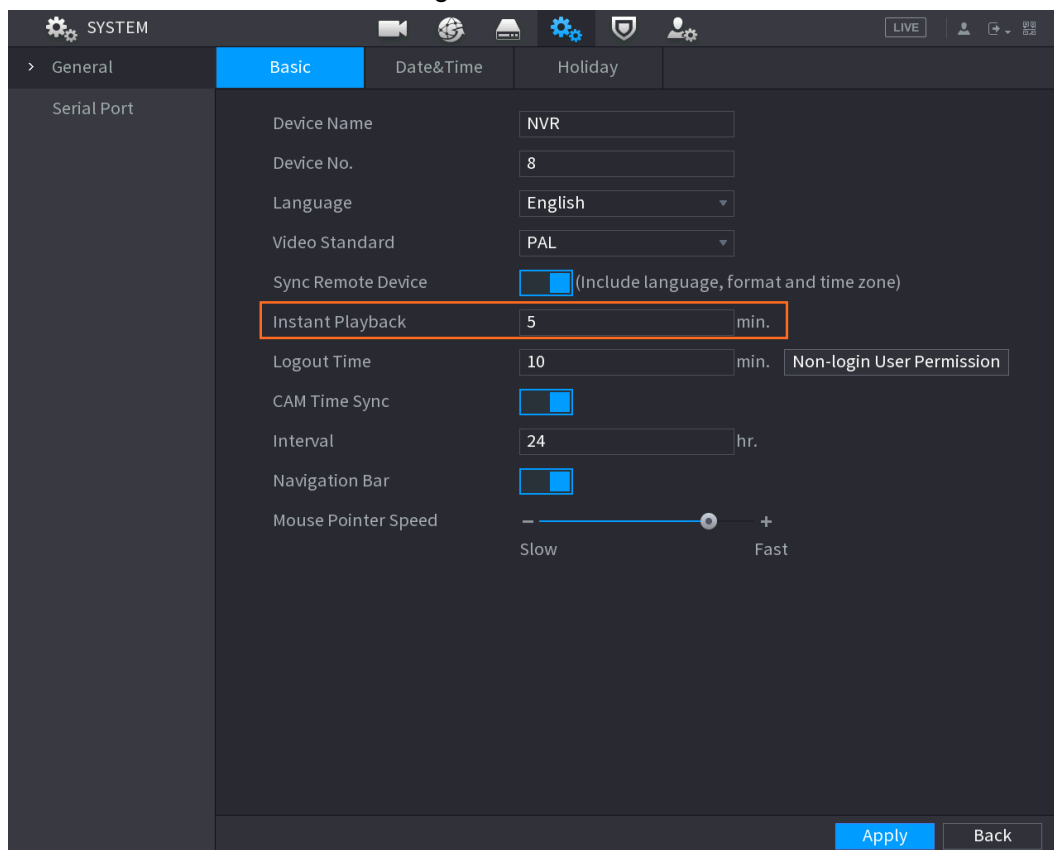 SYSTEM LIVE
General Basic Date&Time Holiday
Serial Port
Device Name NVR
Device No. 8
Language English
Video Standard PAL
Sync Remote Device (Include language, format and time zone)
Instant Playback 5 min.
Logout Time 10 min. Non-login User Permission
CAM Time Sync
Interval 24 hr.
Navigation Bar
Mouse Pointer Speed − +
Slow Fast
Apply Back